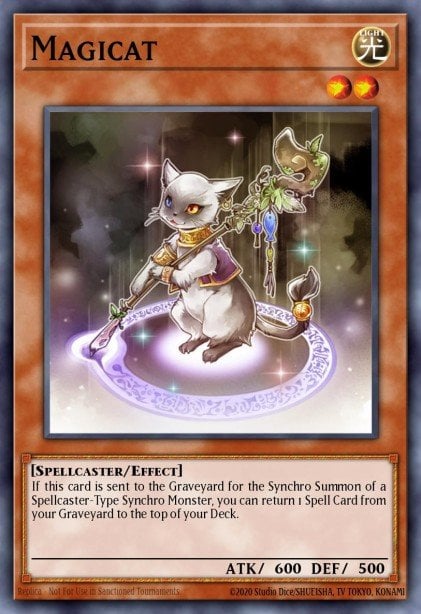 Magicat
LIGHT
光
[Spellcaster/Effect]
If this card is sent to the Graveyard for the Synchro Summon of a
Spellcaster-Type Synchro Monster, you can return 1 Spell Card from
your Graveyard to the top of your Deck.
ATK/ 600 DEF/ 500
Replica - Not For Use in Sanctioned Tournaments.
©2020 Studio Dice/SHUEISHA, TV TOKYO, KONAMI